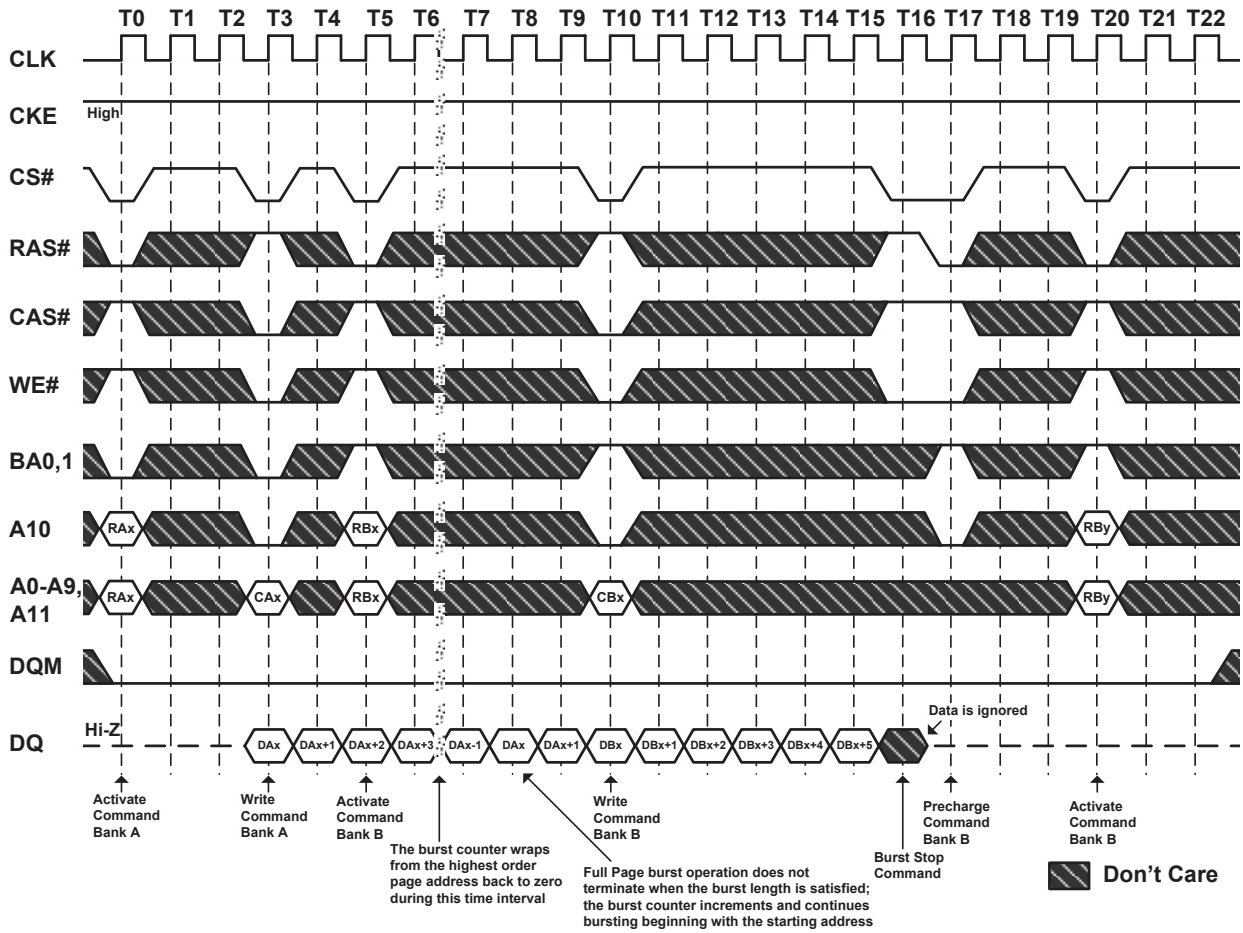 T0 T1 T2 T3 T4 T5 T6 T7 T8 T9 T10 T11 T12 T13 T14 T15 T16 T17 T18 T19 T20 T21 T22
CLK
CKE High
CS#
RAS#
CAS#
WE#
BA0,1
A10 RAx RBx RBy
A0-A9,
A11
RAx CAx RBx CBx RBy
DQM
Data is ignored
DQ Hi-Z DAx DAx+1 DAx+2 DAx+3 DAx-1 DAx DAx+1 DBx DBx+1 DBx+2 DBx+3 DBx+4 DBx+5
Activate
Command
Bank A
Write
Command
Bank A
Activate
Command
Bank B
The burst counter wraps
from the highest order
page address back to zero
during this time interval
Full Page burst operation does not
terminate when the burst length is satisfied;
the burst counter increments and continues
bursting beginning with the starting address
Write
Command
Bank B
Burst Stop
Command
Precharge
Command
Bank B
Activate
Command
Bank B
Don't Care